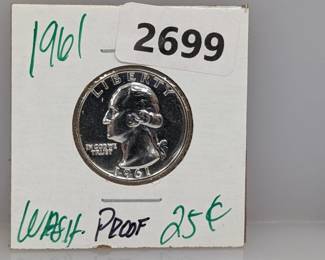 1961
2699
LIBERTY
IN GOD WE
TRUST
1961
WASH. PROOF 25¢